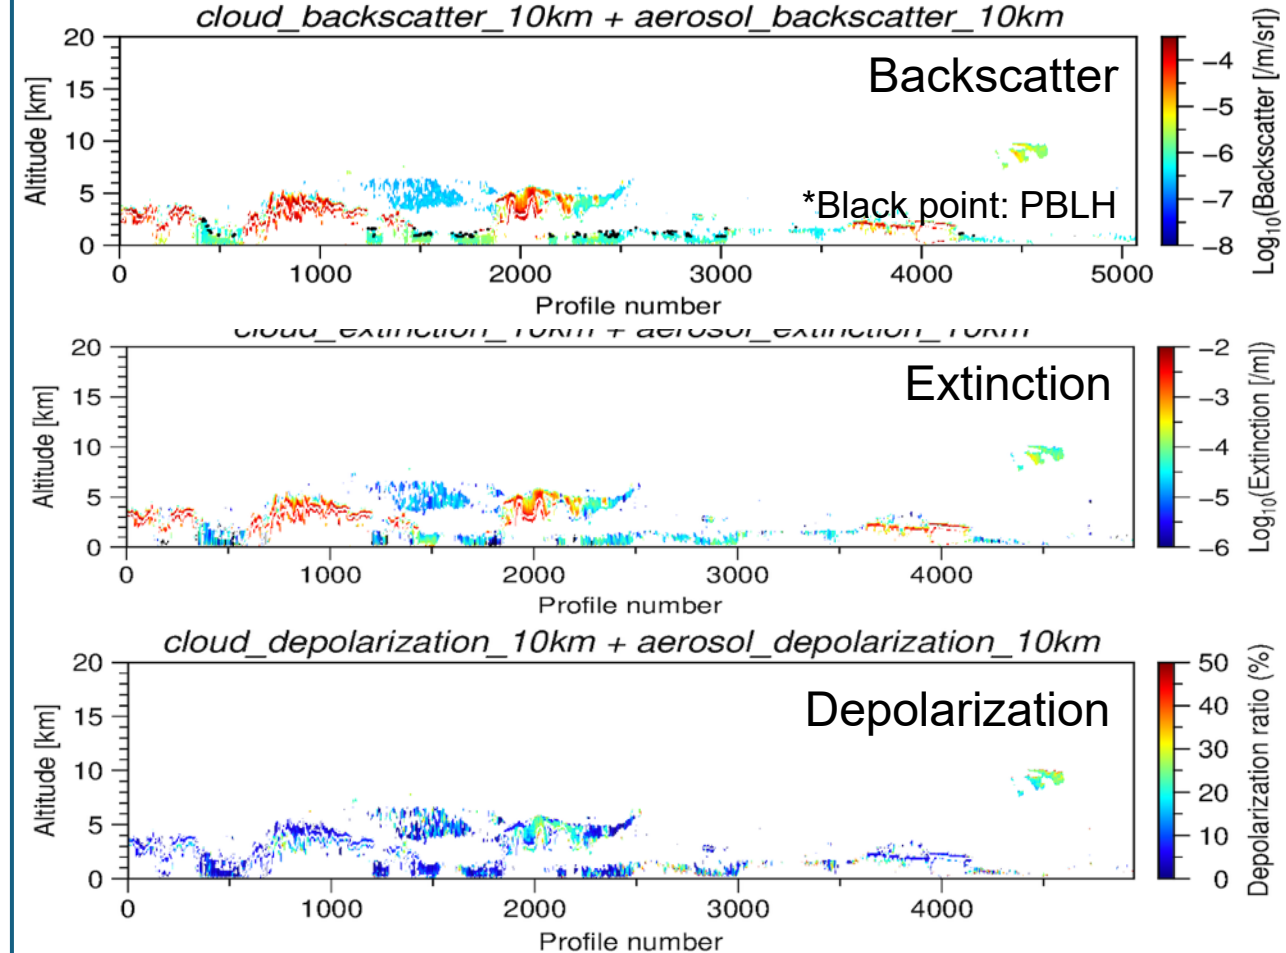 cloud_backscatter_10km + aerosol_backscatter_10km
20
15
10
5
0
Altitude [km]
Backscatter
*Black point: PBLH
0 1000 2000 3000 4000 5000
Profile number
−4
−5
−6
−7
−8
Log10(Backscatter [/m/sr])
cloud_extinction_10km + aerosol_extinction_10km
20
15
10
5
0
Altitude [km]
Extinction
0 1000 2000 3000 4000
Profile number
−2
−3
−4
−5
−6
Log10(Extinction [/m])
cloud_depolarization_10km + aerosol_depolarization_10km
20
15
10
5
0
Altitude [km]
Depolarization
0 1000 2000 3000 4000
Profile number
50
40
30
20
10
0
Depolarization ratio (%)